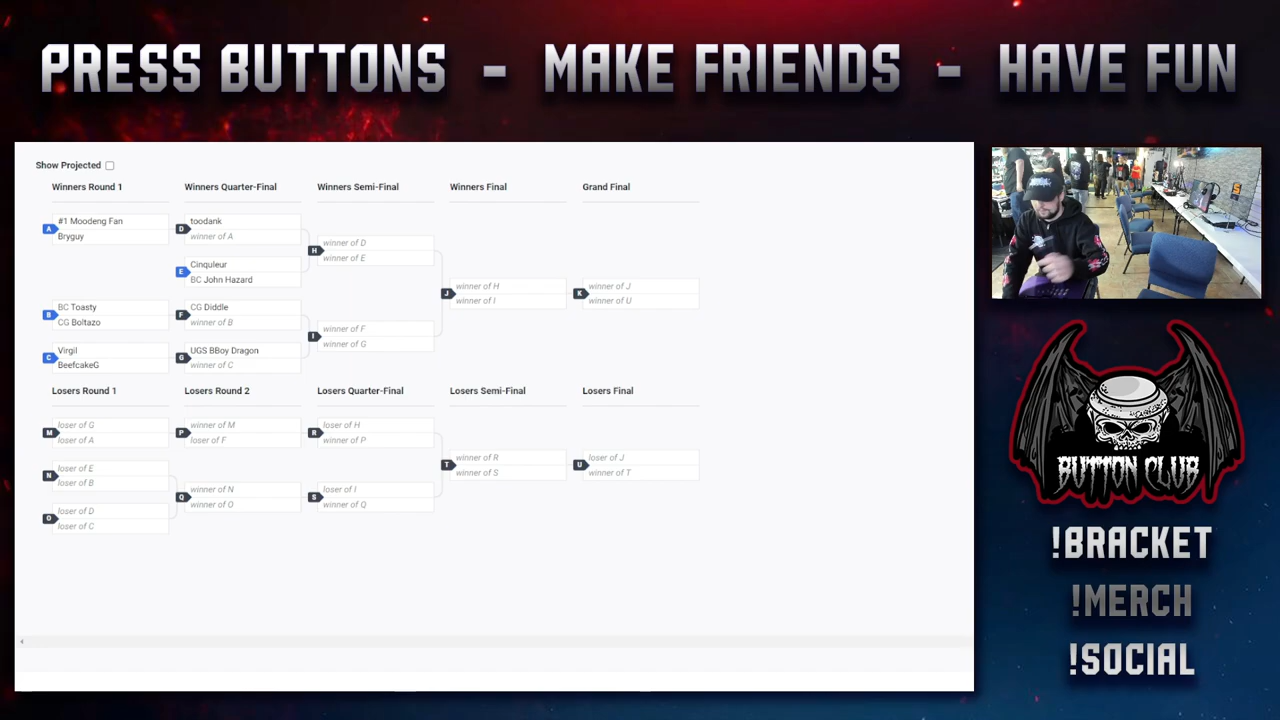 PRESS BUTTONS - MAKE FRIENDS - HAVE FUN
Show Projected
Winners Round 1
Winners Quarter-Final
Winners Semi-Final
Winners Final
Grand Final
A
#1 Moodeng Fan
Bryguy
B
BC Toasty
CG Boltazo
C
Virgil
BeefcakeG
D
toodank
winner of A
E
Cinquleur
BC John Hazard
F
CG Diddle
winner of B
G
UGS BBoy Dragon
winner of C
H
winner of D
winner of E
I
winner of F
winner of G
J
winner of H
winner of I
K
winner of J
winner of U
Losers Round 1
Losers Round 2
Losers Quarter-Final
Losers Semi-Final
Losers Final
M
loser of G
loser of A
N
loser of E
loser of B
O
loser of D
loser of C
P
winner of M
loser of F
Q
winner of N
winner of O
R
loser of H
winner of P
S
loser of I
winner of Q
T
winner of R
winner of S
U
loser of J
winner of T
BUTTON CLUB
!BRACKET
!MERCH
!SOCIAL